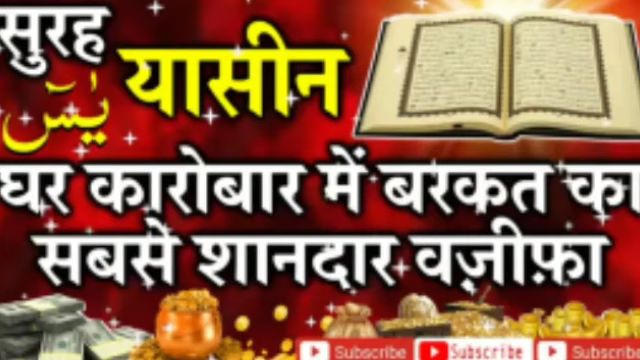 सुरह
यासीन
يٰسٓ
घर कारोबार में बरकत का
सबसे शानदार वज़ीफ़ा
Subscribe Subscribe Subscribe